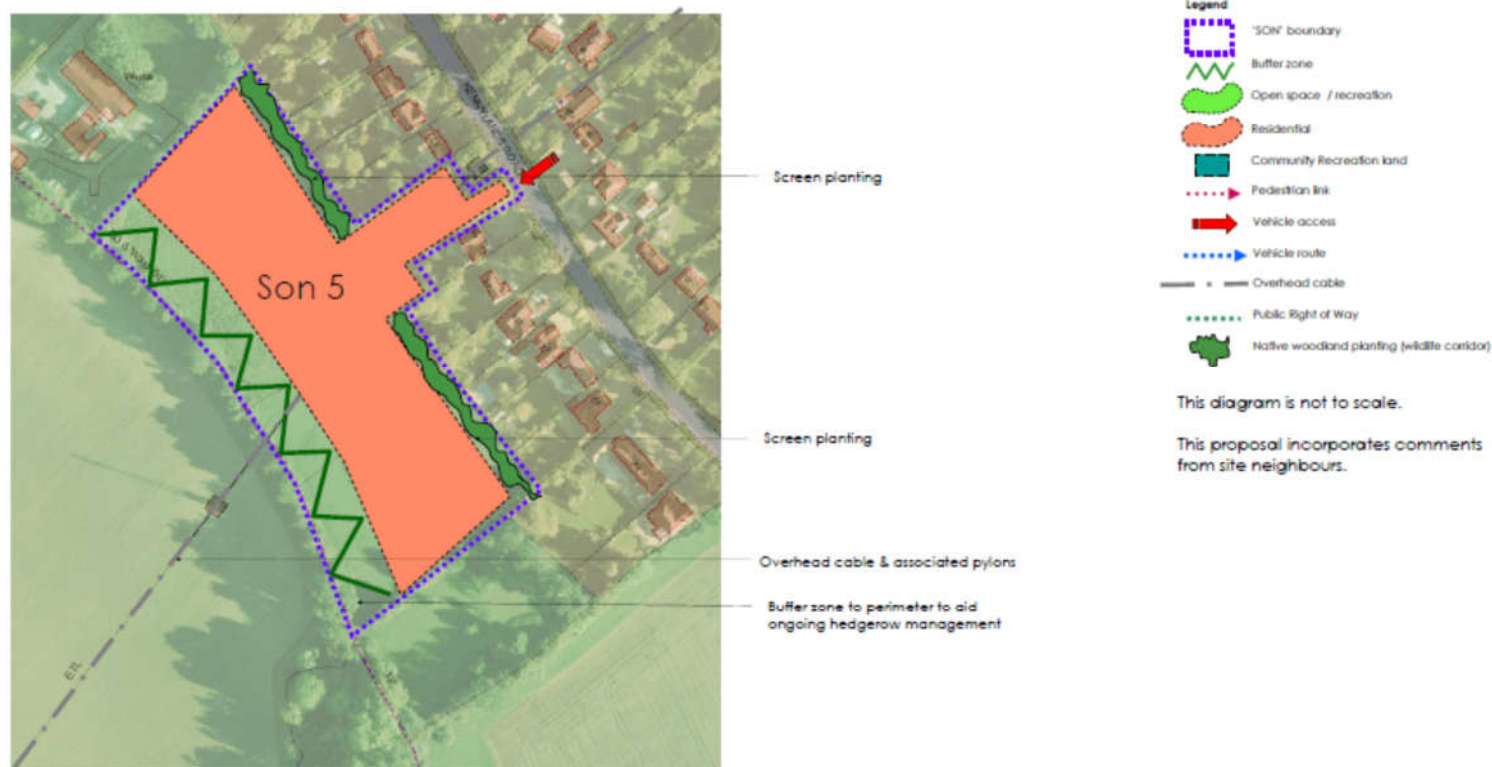 Legend
'SON' boundary
Buffer zone
Open space / recreation
Residential
Community Recreation land
Pedestrian link
Vehicle access
Vehicle route
Overhead cable
Public Right of Way
Native woodland planting (wildlife corridor)
This diagram is not to scale.
This proposal incorporates comments
from site neighbours.
Son 5
Screen planting
Screen planting
Overhead cable & associated pylons
Buffer zone to perimeter to aid
ongoing hedgerow management